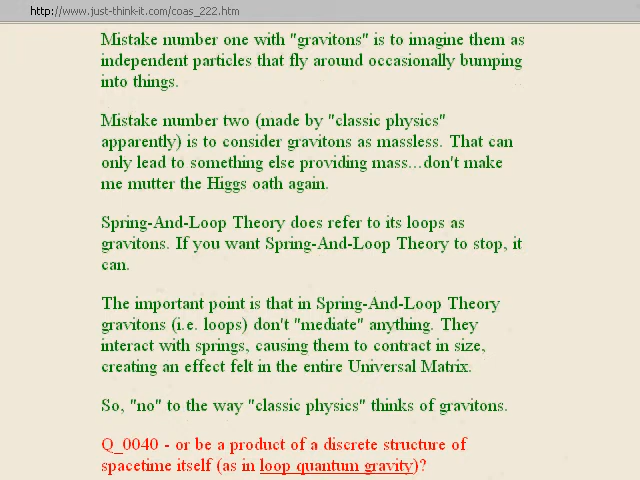 http://www.just-think-it.com/coas_222.htm
Mistake number one with "gravitons" is to imagine them as
independent particles that fly around occasionally bumping
into things.
Mistake number two (made by "classic physics"
apparently) is to consider gravitons as massless. That can
only lead to something else providing mass...don't make
me mutter the Higgs oath again.
Spring-And-Loop Theory does refer to its loops as
gravitons. If you want Spring-And-Loop Theory to stop, it
can.
The important point is that in Spring-And-Loop Theory
gravitons (i.e. loops) don't "mediate" anything. They
interact with springs, causing them to contract in size,
creating an effect felt in the entire Universal Matrix.
So, "no" to the way "classic physics" thinks of gravitons.
Q_0040 - or be a product of a discrete structure of
spacetime itself (as in loop quantum gravity)?